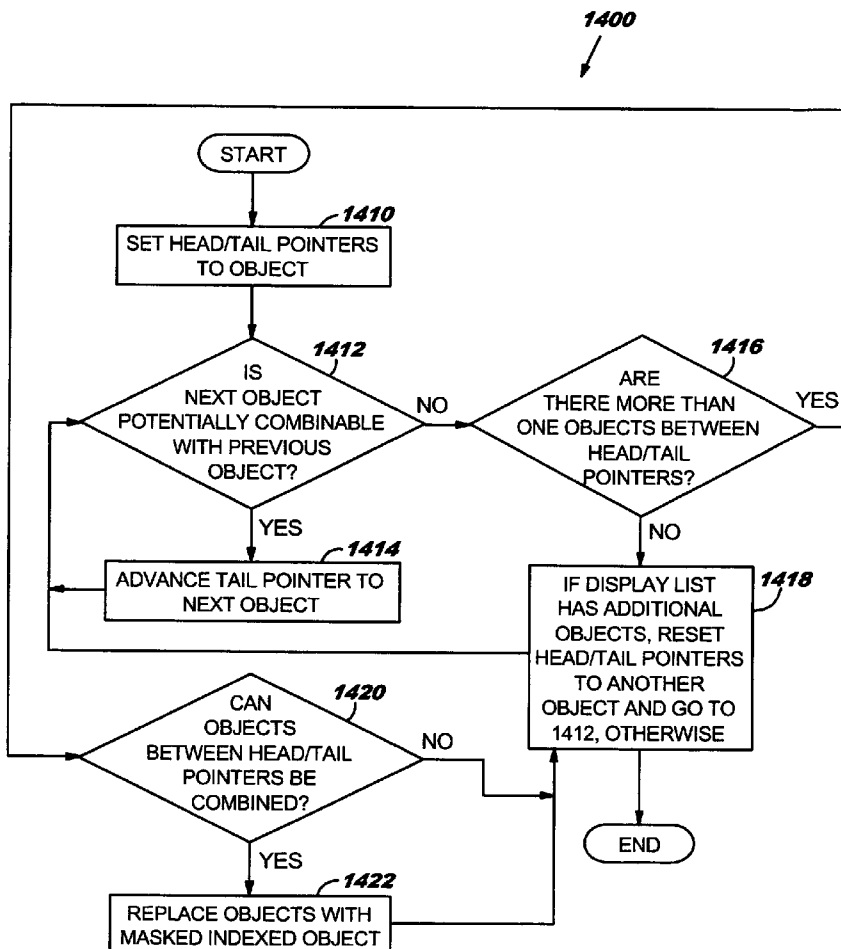 1400
START
1410
SET HEAD/TAIL POINTERS
TO OBJECT
1412
IS
NEXT OBJECT
POTENTIALLY COMBINABLE
WITH PREVIOUS
OBJECT?
NO
YES
1414
ADVANCE TAIL POINTER TO
NEXT OBJECT
1416
ARE
THERE MORE THAN
ONE OBJECTS BETWEEN
HEAD/TAIL
POINTERS?
YES
NO
1418
IF DISPLAY LIST
HAS ADDITIONAL
OBJECTS, RESET
HEAD/TAIL POINTERS
TO ANOTHER
OBJECT AND GO TO
1412, OTHERWISE
END
1420
CAN
OBJECTS
BETWEEN HEAD/TAIL
POINTERS BE
COMBINED?
NO
YES
1422
REPLACE OBJECTS WITH
MASKED INDEXED OBJECT